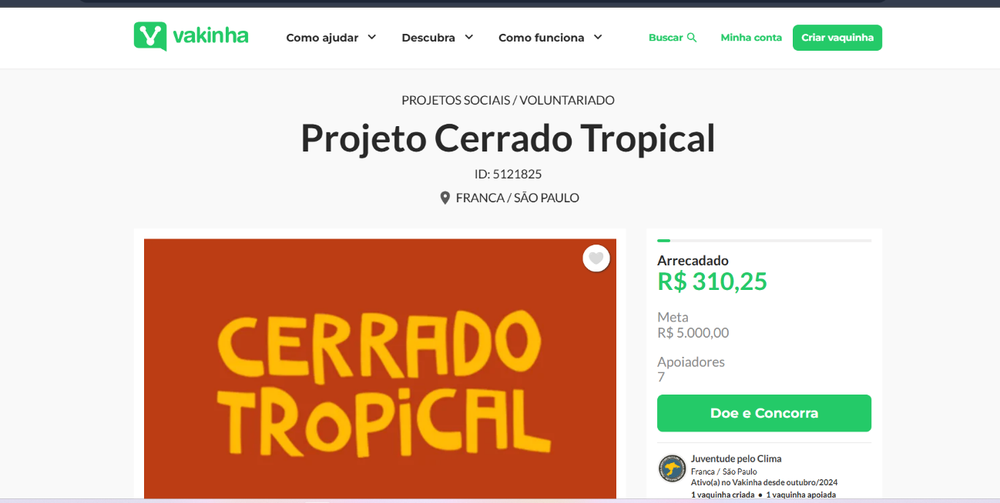 vakinha
Como ajudar
Descubra
Como funciona
Buscar
Minha conta
Criar vaquinha
PROJETOS SOCIAIS / VOLUNTARIADO
Projeto Cerrado Tropical
ID: 5121825
FRANCA / SÃO PAULO
CERRADO
TROPiCAL
Arrecadado
R$ 310,25
Meta
R$ 5.000,00
Apoiadores
7
Doe e Concorra
Juventude pelo Clima
Franca / São Paulo
Ativo(a) no Vakinha desde outubro/2024
1 vaquinha criada ● 1 vaquinha apoiada